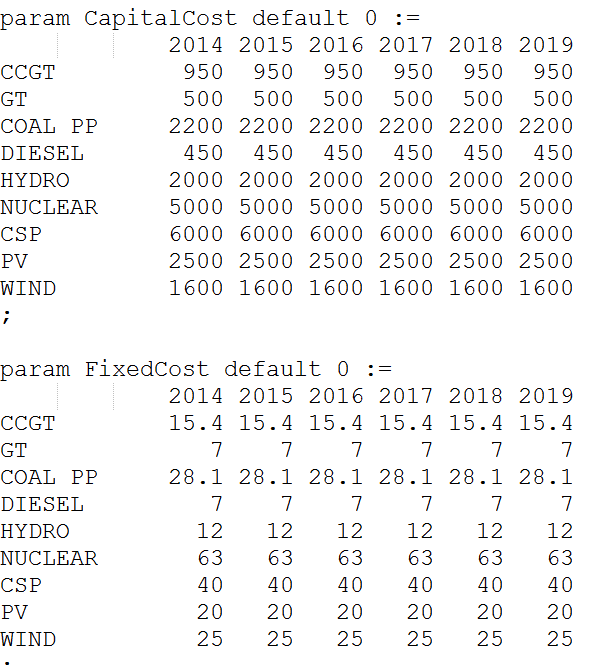 param CapitalCost default 0 :=
2014 2015 2016 2017 2018 2019
CCGT 950 950 950 950 950 950
GT 500 500 500 500 500 500
COAL PP 2200 2200 2200 2200 2200 2200
DIESEL 450 450 450 450 450 450
HYDRO 2000 2000 2000 2000 2000 2000
NUCLEAR 5000 5000 5000 5000 5000 5000
CSP 6000 6000 6000 6000 6000 6000
PV 2500 2500 2500 2500 2500 2500
WIND 1600 1600 1600 1600 1600 1600
;
param FixedCost default 0 :=
2014 2015 2016 2017 2018 2019
CCGT 15.4 15.4 15.4 15.4 15.4 15.4
GT 7 7 7 7 7 7
COAL PP 28.1 28.1 28.1 28.1 28.1 28.1
DIESEL 7 7 7 7 7 7
HYDRO 12 12 12 12 12 12
NUCLEAR 63 63 63 63 63 63
CSP 40 40 40 40 40 40
PV 20 20 20 20 20 20
WIND 25 25 25 25 25 25
;